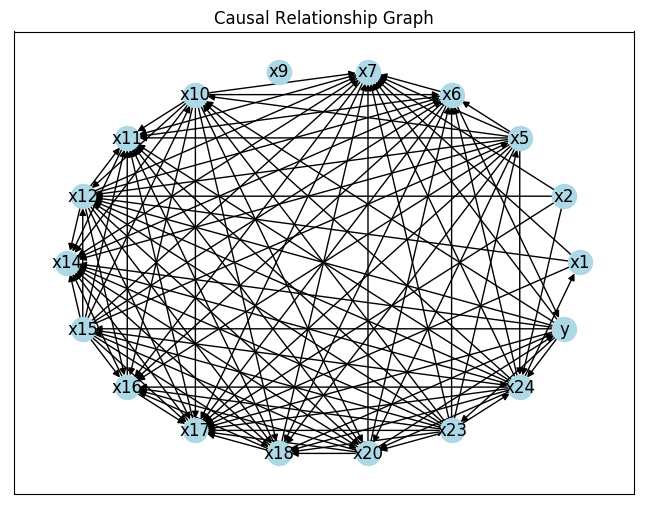 Causal Relationship Graph
x9
x7
x10
x6
x11
x5
x12
x2
x14
x1
x15
y
x16
x24
x17
x23
x18
x20